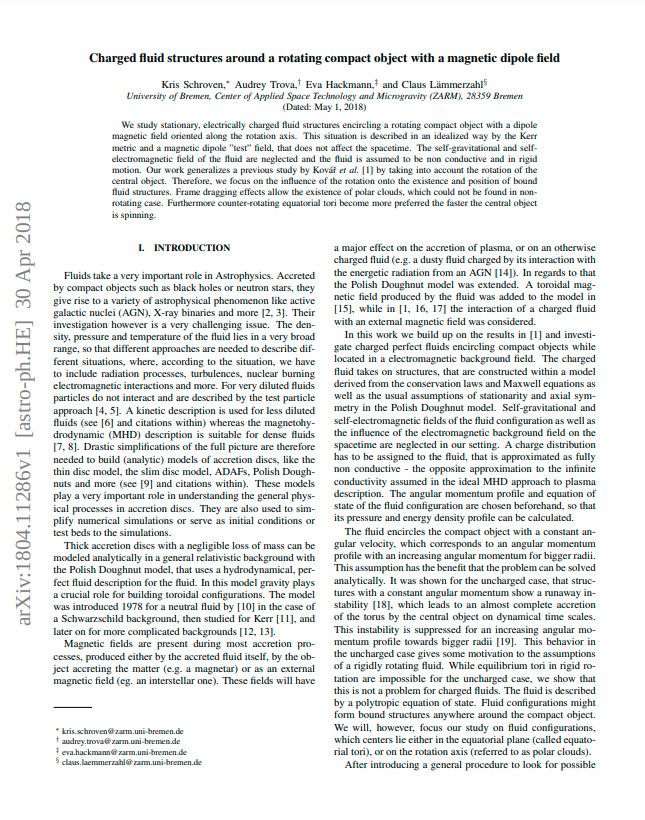 Charged fluid structures around a rotating compact object with a magnetic dipole field
Kris Schroven,* Audrey Trova,† Eva Hackmann,‡ and Claus Lämmerzahl§
University of Bremen, Center of Applied Space Technology and Microgravity (ZARM), 28359 Bremen
(Dated: May 1, 2018)
We study stationary, electrically charged fluid structures encircling a rotating compact object with a dipole
magnetic field oriented along the rotation axis. This situation is described in an idealized way by the Kerr
metric and a magnetic dipole "test" field, that does not affect the spacetime. The self-gravitational and self-
electromagnetic field of the fluid are neglected and the fluid is assumed to be non conductive and in rigid
motion. Our work generalizes a previous study by Kovář et al. [1] by taking into account the rotation of the
central object. Therefore, we focus on the influence of the rotation onto the existence and position of bound
fluid structures. Frame dragging effects allow the existence of polar clouds, which could not be found in non-
rotating case. Furthermore counter-rotating equatorial tori become more preferred the faster the central object
is spinning.
I. INTRODUCTION
Fluids take a very important role in Astrophysics. Accreted
by compact objects such as black holes or neutron stars, they
give rise to a variety of astrophysical phenomenon like active
galactic nuclei (AGN), X-ray binaries and more [2, 3]. Their
investigation however is a very challenging issue. The den-
sity, pressure and temperature of the fluid lies in a very broad
range, so that different approaches are needed to describe dif-
ferent situations, where, according to the situation, we have
to include radiation processes, turbulences, nuclear burning
electromagnetic interactions and more. For very diluted fluids
particles do not interact and are described by the test particle
approach [4, 5]. A kinetic description is used for less diluted
fluids (see [6] and citations within) whereas the magnetohy-
drodynamic (MHD) description is suitable for dense fluids
[7, 8]. Drastic simplifications of the full picture are therefore
needed to build (analytic) models of accretion discs, like the
thin disc model, the slim disc model, ADAFs, Polish Dough-
nuts and more (see [9] and citations within). These models
play a very important role in understanding the general phys-
ical processes in accretion discs. They are also used to sim-
plify numerical simulations or serve as initial conditions or
test beds to the simulations.
Thick accretion discs with a negligible loss of mass can be
modeled analytically in a general relativistic background with
the Polish Doughnut model, that uses a hydrodynamical, per-
fect fluid description for the fluid. In this model gravity plays
a crucial role for building toroidal configurations. The model
was introduced 1978 for a neutral fluid by [10] in the case of
a Schwarzschild background, then studied for Kerr [11], and
later on for more complicated backgrounds [12, 13].
Magnetic fields are present during most accretion pro-
cesses, produced either by the accreted fluid itself, by the ob-
ject accreting the matter (e.g. a magnetar) or as an external
magnetic field (eg. an interstellar one). These fields will have
* kris.schroven@zarm.uni-bremen.de
† audrey.trova@zarm.uni-bremen.de
‡ eva.hackmann@zarm.uni-bremen.de
§ claus.laemmerzahl@zarm.uni-bremen.de
a major effect on the accretion of plasma, or on an otherwise
charged fluid (e.g. a dusty fluid charged by its interaction with
the energetic radiation from an AGN [14]). In regards to that
the Polish Doughnut model was extended. A toroidal mag-
netic field produced by the fluid was added to the model in
[15], while in [1, 16, 17] the interaction of a charged fluid
with an external magnetic field was considered.
In this work we build up on the results in [1] and investi-
gate charged perfect fluids encircling compact objects while
located in a electromagnetic background field. The charged
fluid takes on structures, that are constructed within a model
derived from the conservation laws and Maxwell equations as
well as the usual assumptions of stationarity and axial sym-
metry in the Polish Doughnut model. Self-gravitational and
self-electromagnetic fields of the fluid configuration as well as
the influence of the electromagnetic background field on the
spacetime are neglected in our setting. A charge distribution
has to be assigned to the fluid, that is approximated as fully
non conductive - the opposite approximation to the infinite
conductivity assumed in the ideal MHD approach to plasma
description. The angular momentum profile and equation of
state of the fluid configuration are chosen beforehand, so that
its pressure and energy density profile can be calculated.
The fluid encircles the compact object with a constant an-
gular velocity, which corresponds to an angular momentum
profile with an increasing angular momentum for bigger radii.
This assumption has the benefit that the problem can be solved
analytically. It was shown for the uncharged case, that struc-
tures with a constant angular momentum show a runaway in-
stability [18], which leads to an almost complete accretion
of the torus by the central object on dynamical time scales.
This instability is suppressed for an increasing angular mo-
mentum profile towards bigger radii [19]. This behavior in
the uncharged case gives some motivation to the assumptions
of a rigidly rotating fluid. While equilibrium tori in rigid ro-
tation are impossible for the uncharged case, we show that
this is not a problem for charged fluids. The fluid is described
by a polytropic equation of state. Fluid configurations might
form bound structures anywhere around the compact object.
We will, however, focus our study on fluid configurations,
which centers lie either in the equatorial plane (called equato-
rial tori), or on the rotation axis (referred to as polar clouds).
After introducing a general procedure to look for possible
arXiv:1804.11286v1 [astro-ph.HE] 30 Apr 2018